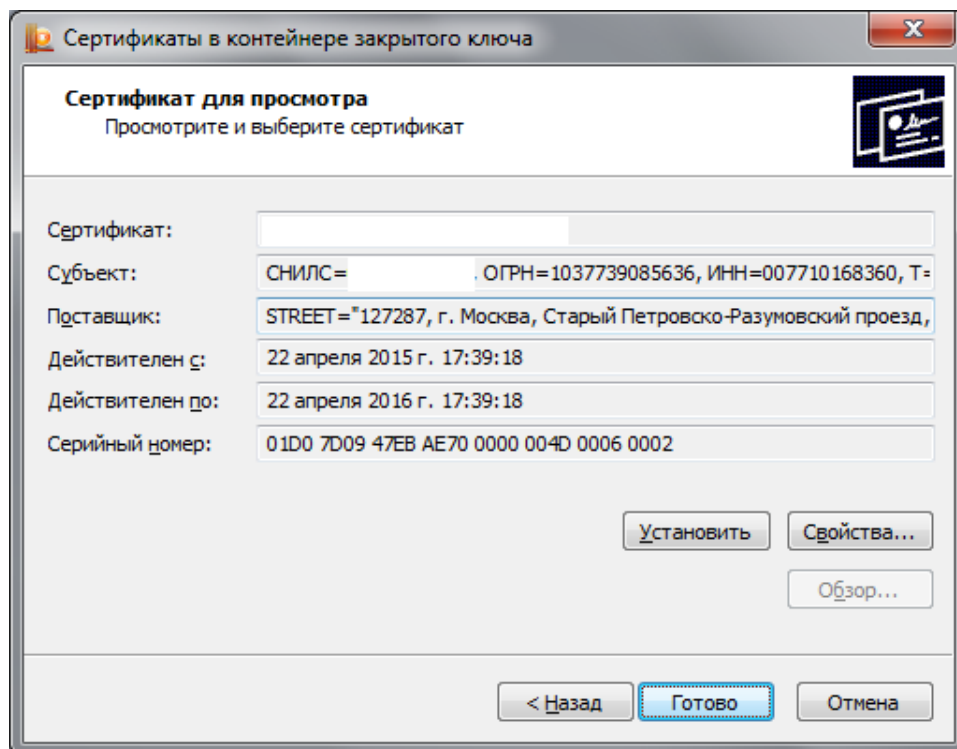 Сертификаты в контейнере закрытого ключа
Сертификат для просмотра
Просмотрите и выберите сертификат
Сертификат:
Субъект: СНИЛС= , ОГРН=1037739085636, ИНН=007710168360, T=
Поставщик: STREET="127287, г. Москва, Старый Петровско-Разумовский проезд,
Действителен с: 22 апреля 2015 г. 17:39:18
Действителен по: 22 апреля 2016 г. 17:39:18
Серийный номер: 01D0 7D09 47EB AE70 0000 004D 0006 0002
Установить Свойства...
Обзор...
< Назад Готово Отмена